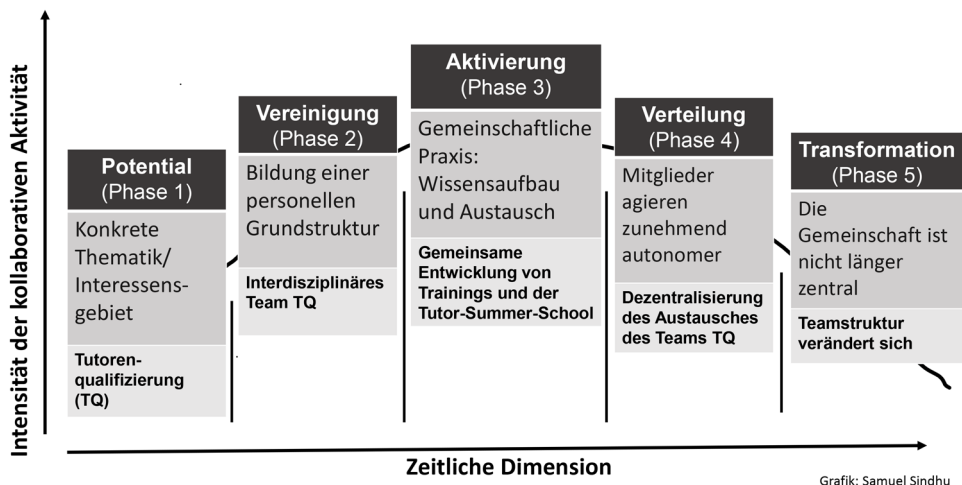 Intensität der kollaborativen Aktivität
Potential
(Phase 1)
Konkrete
Thematik/
Interessens-
gebiet
Tutoren-
qualifizierung
(TQ)
Vereinigung
(Phase 2)
Bildung einer
personellen
Grundstruktur
Interdisziplinäres
Team TQ
Aktivierung
(Phase 3)
Gemeinschaftliche
Praxis:
Wissensaufbau
und Austausch
Gemeinsame
Entwicklung von
Trainings und der
Tutor-Summer-School
Verteilung
(Phase 4)
Mitglieder
agieren
zunehmend
autonomer
Dezentralisierung
des Austausches
des Teams TQ
Transformation
(Phase 5)
Die
Gemeinschaft ist
nicht länger
zentral
Teamstruktur
verändert sich
Zeitliche Dimension
Grafik: Samuel Sindhu